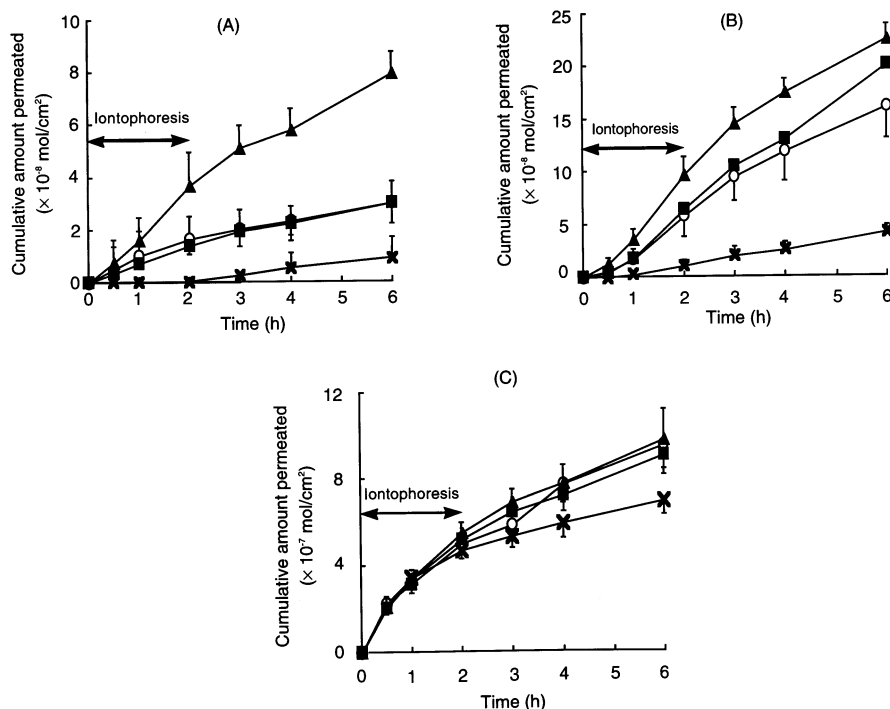 (A)
Cumulative amount permeated
(× 10⁻⁸ mol/cm²)
10
8
6
4
2
0
Iontophoresis
0 1 2 3 4 5 6
Time (h)
(B)
Cumulative amount permeated
(× 10⁻⁸ mol/cm²)
25
20
15
10
5
0
Iontophoresis
0 1 2 3 4 5 6
Time (h)
(C)
Cumulative amount permeated
(× 10⁻⁷ mol/cm²)
12
8
4
0
Iontophoresis
0 1 2 3 4 5 6
Time (h)